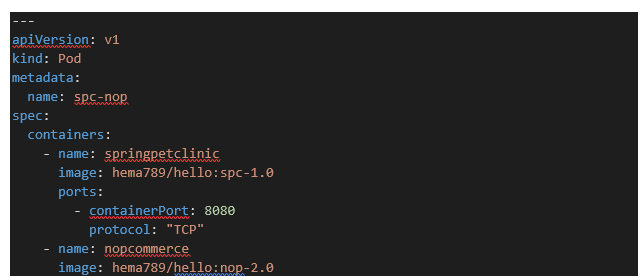 ---
apiVersion: v1
kind: Pod
metadata:
  name: spc-nop
spec:
  containers:
    - name: springpetclinic
      image: hema789/hello:spc-1.0
      ports:
        - containerPort: 8080
          protocol: "TCP"
    - name: nopcommerce
      image: hema789/hello:nop-2.0